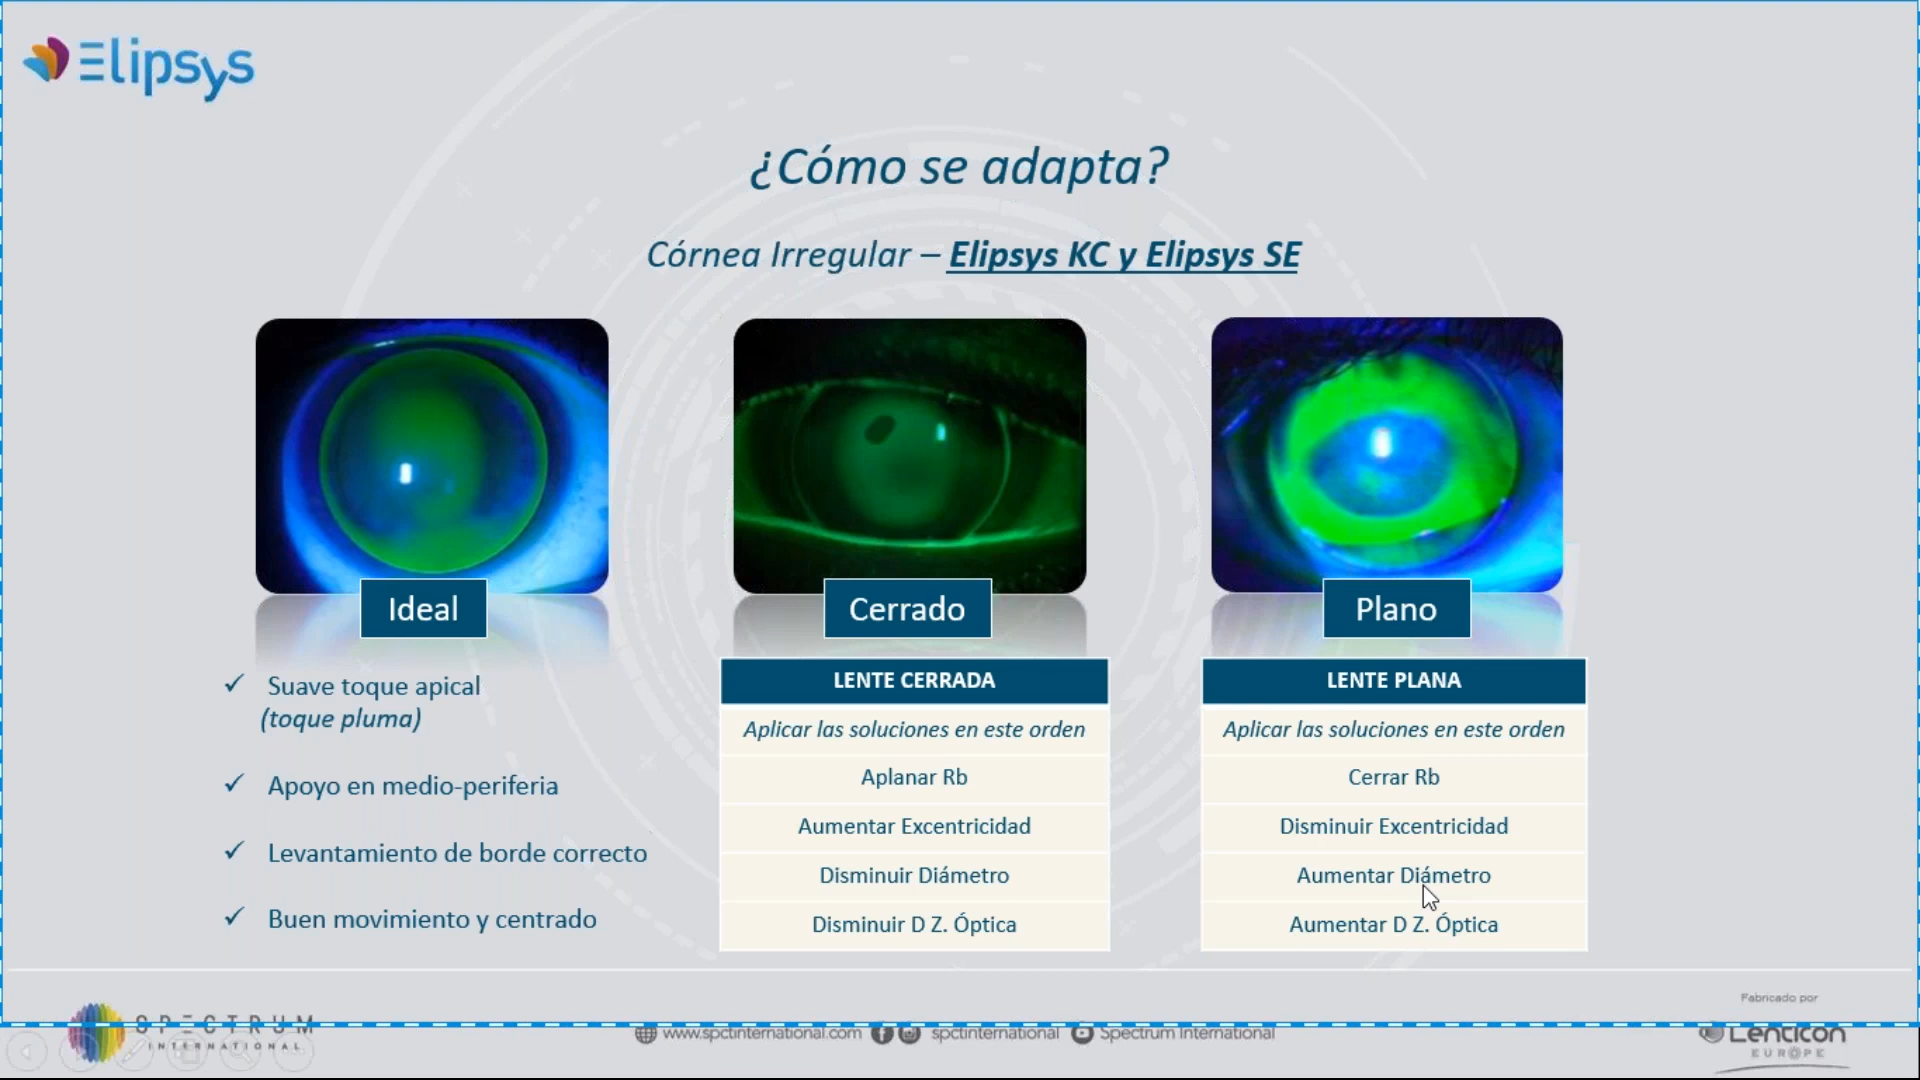 Elipsys
¿Cómo se adapta?
Córnea Irregular – Elipsys KC y Elipsys SE
Ideal
✓ Suave toque apical
(toque pluma)
✓ Apoyo en medio-periferia
✓ Levantamiento de borde correcto
✓ Buen movimiento y centrado
Cerrado
LENTE CERRADA
Aplicar las soluciones en este orden
Aplanar Rb
Aumentar Excentricidad
Disminuir Diámetro
Disminuir D Z. Óptica
Plano
LENTE PLANA
Aplicar las soluciones en este orden
Cerrar Rb
Disminuir Excentricidad
Aumentar Diámetro
Aumentar D Z. Óptica
SPECTRUM
INTERNATIONAL
www.spctinternational.com spctinternational Spectrum International
Fabricado por
Lenticon
EUROPE